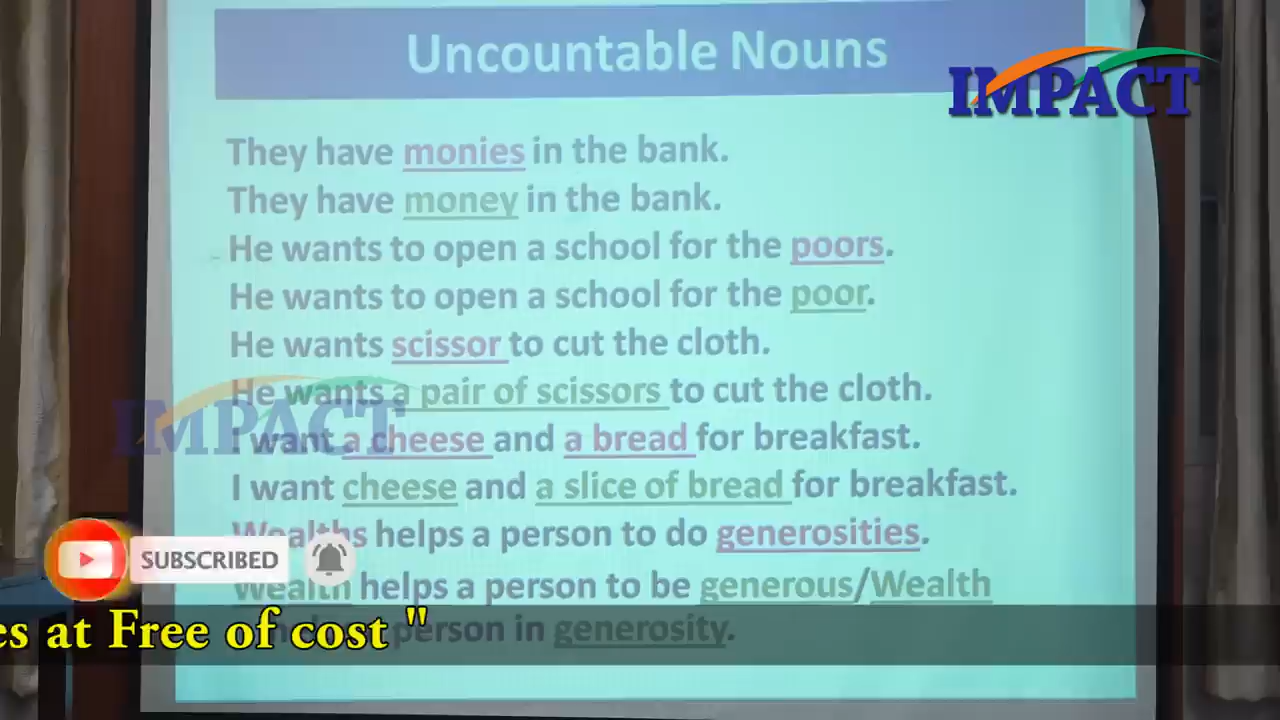 Uncountable Nouns
IMPACT
They have monies in the bank.
They have money in the bank.
He wants to open a school for the poors.
He wants to open a school for the poor.
He wants scissor to cut the cloth.
He wants a pair of scissors to cut the cloth.
IMPACT
I want a cheese and a bread for breakfast.
I want cheese and a slice of bread for breakfast.
Wealths helps a person to do generosities.
SUBSCRIBED
Wealth helps a person to be generous/Wealth
person in generosity.
es at Free of cost "